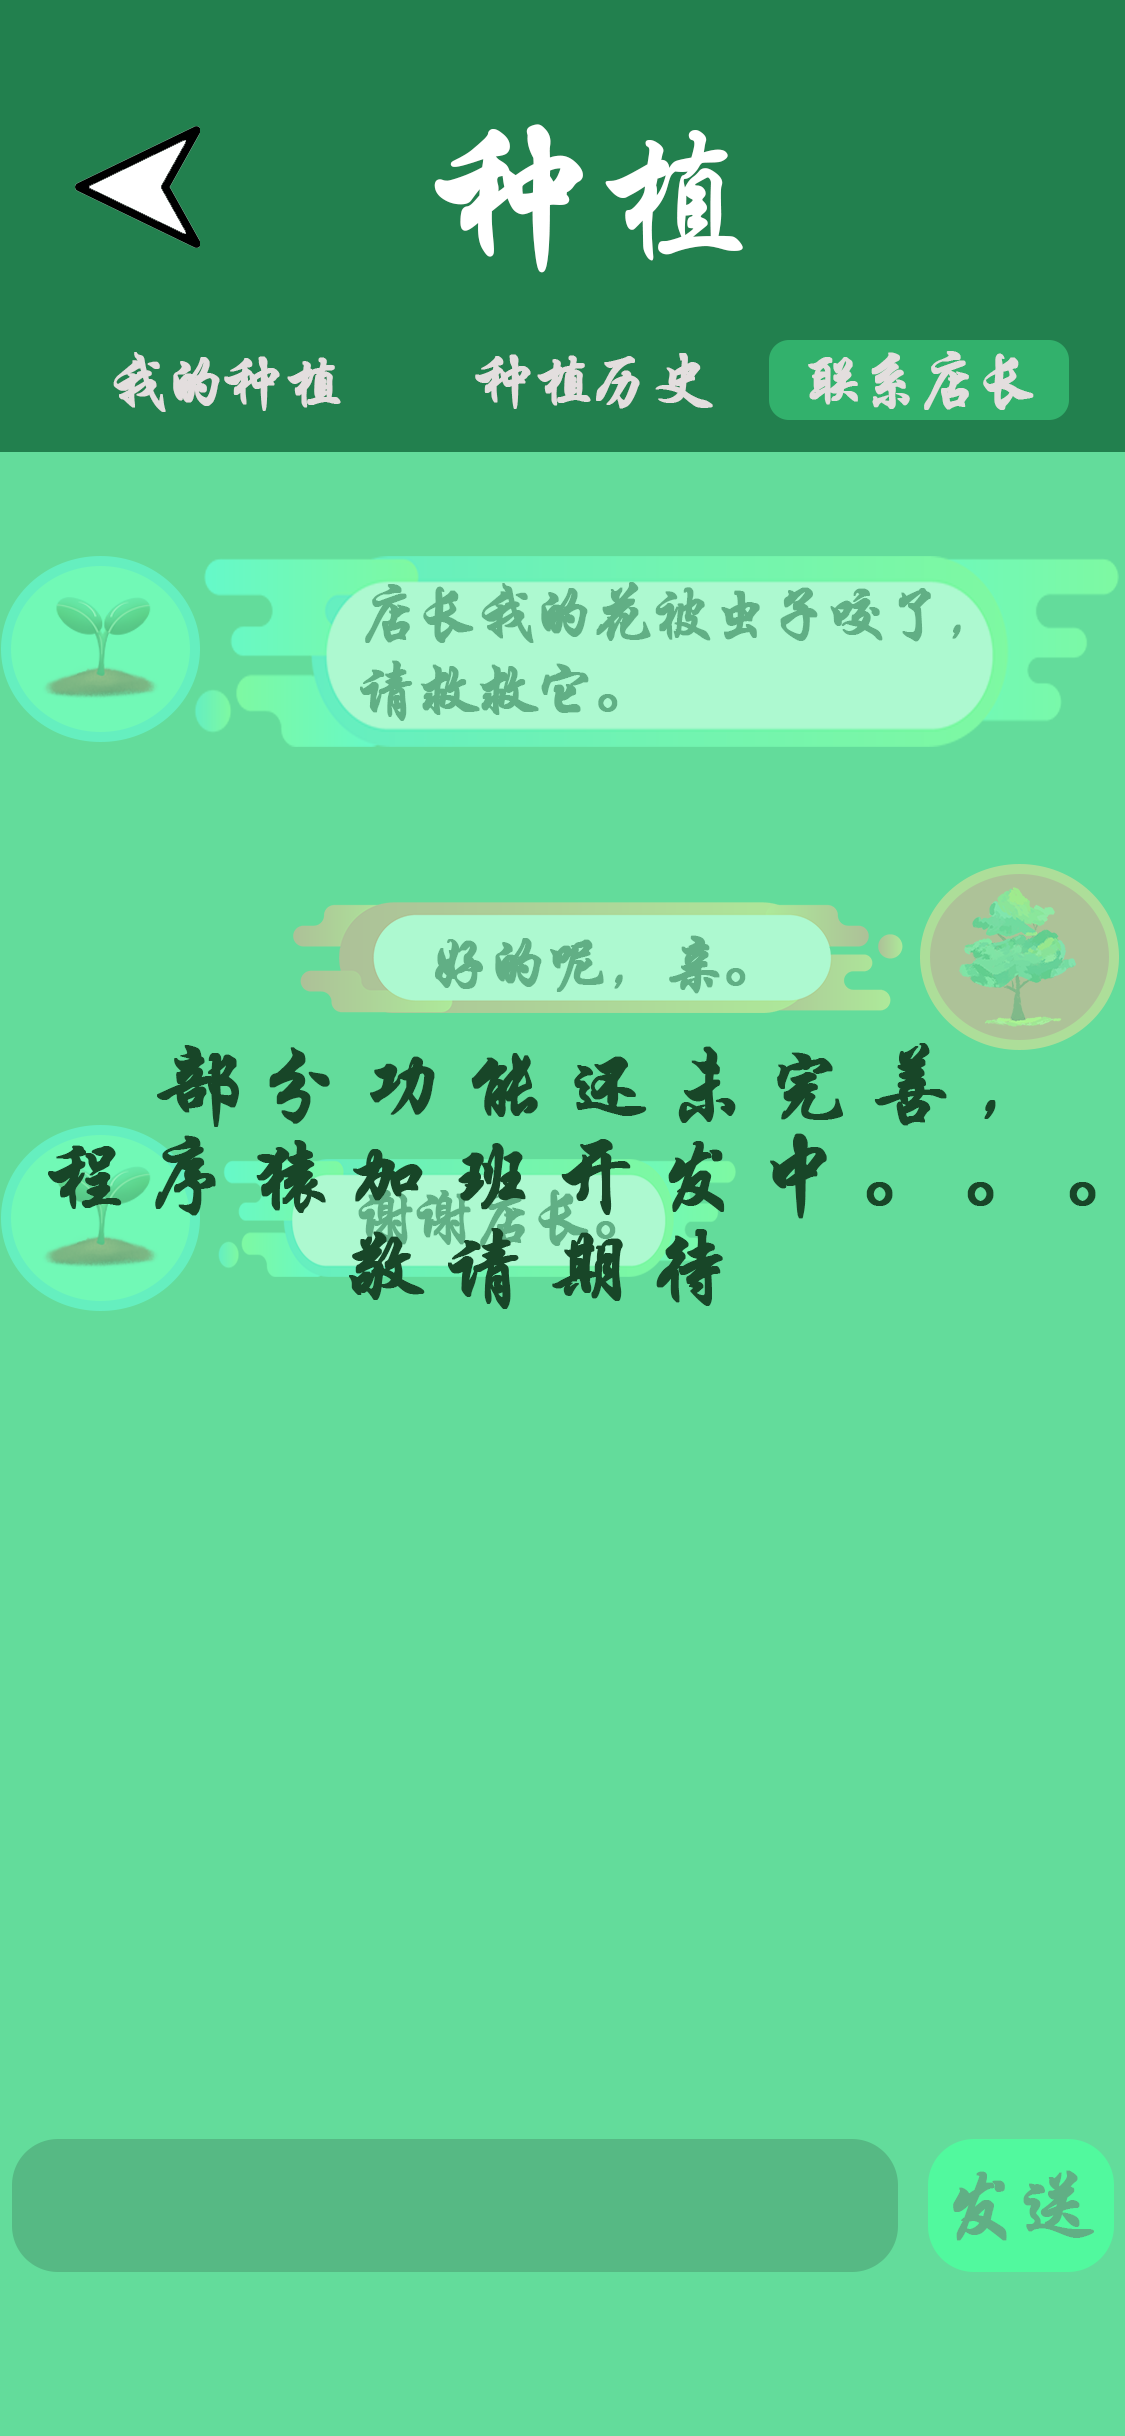 种植
我的种植
种植历史
联系店长
店长我的花被虫子咬了，
请救救它。
好的呢，亲。
部分功能还未完善，
程序猿加班开发中。。。
谢谢店长。
敬请期待
发送